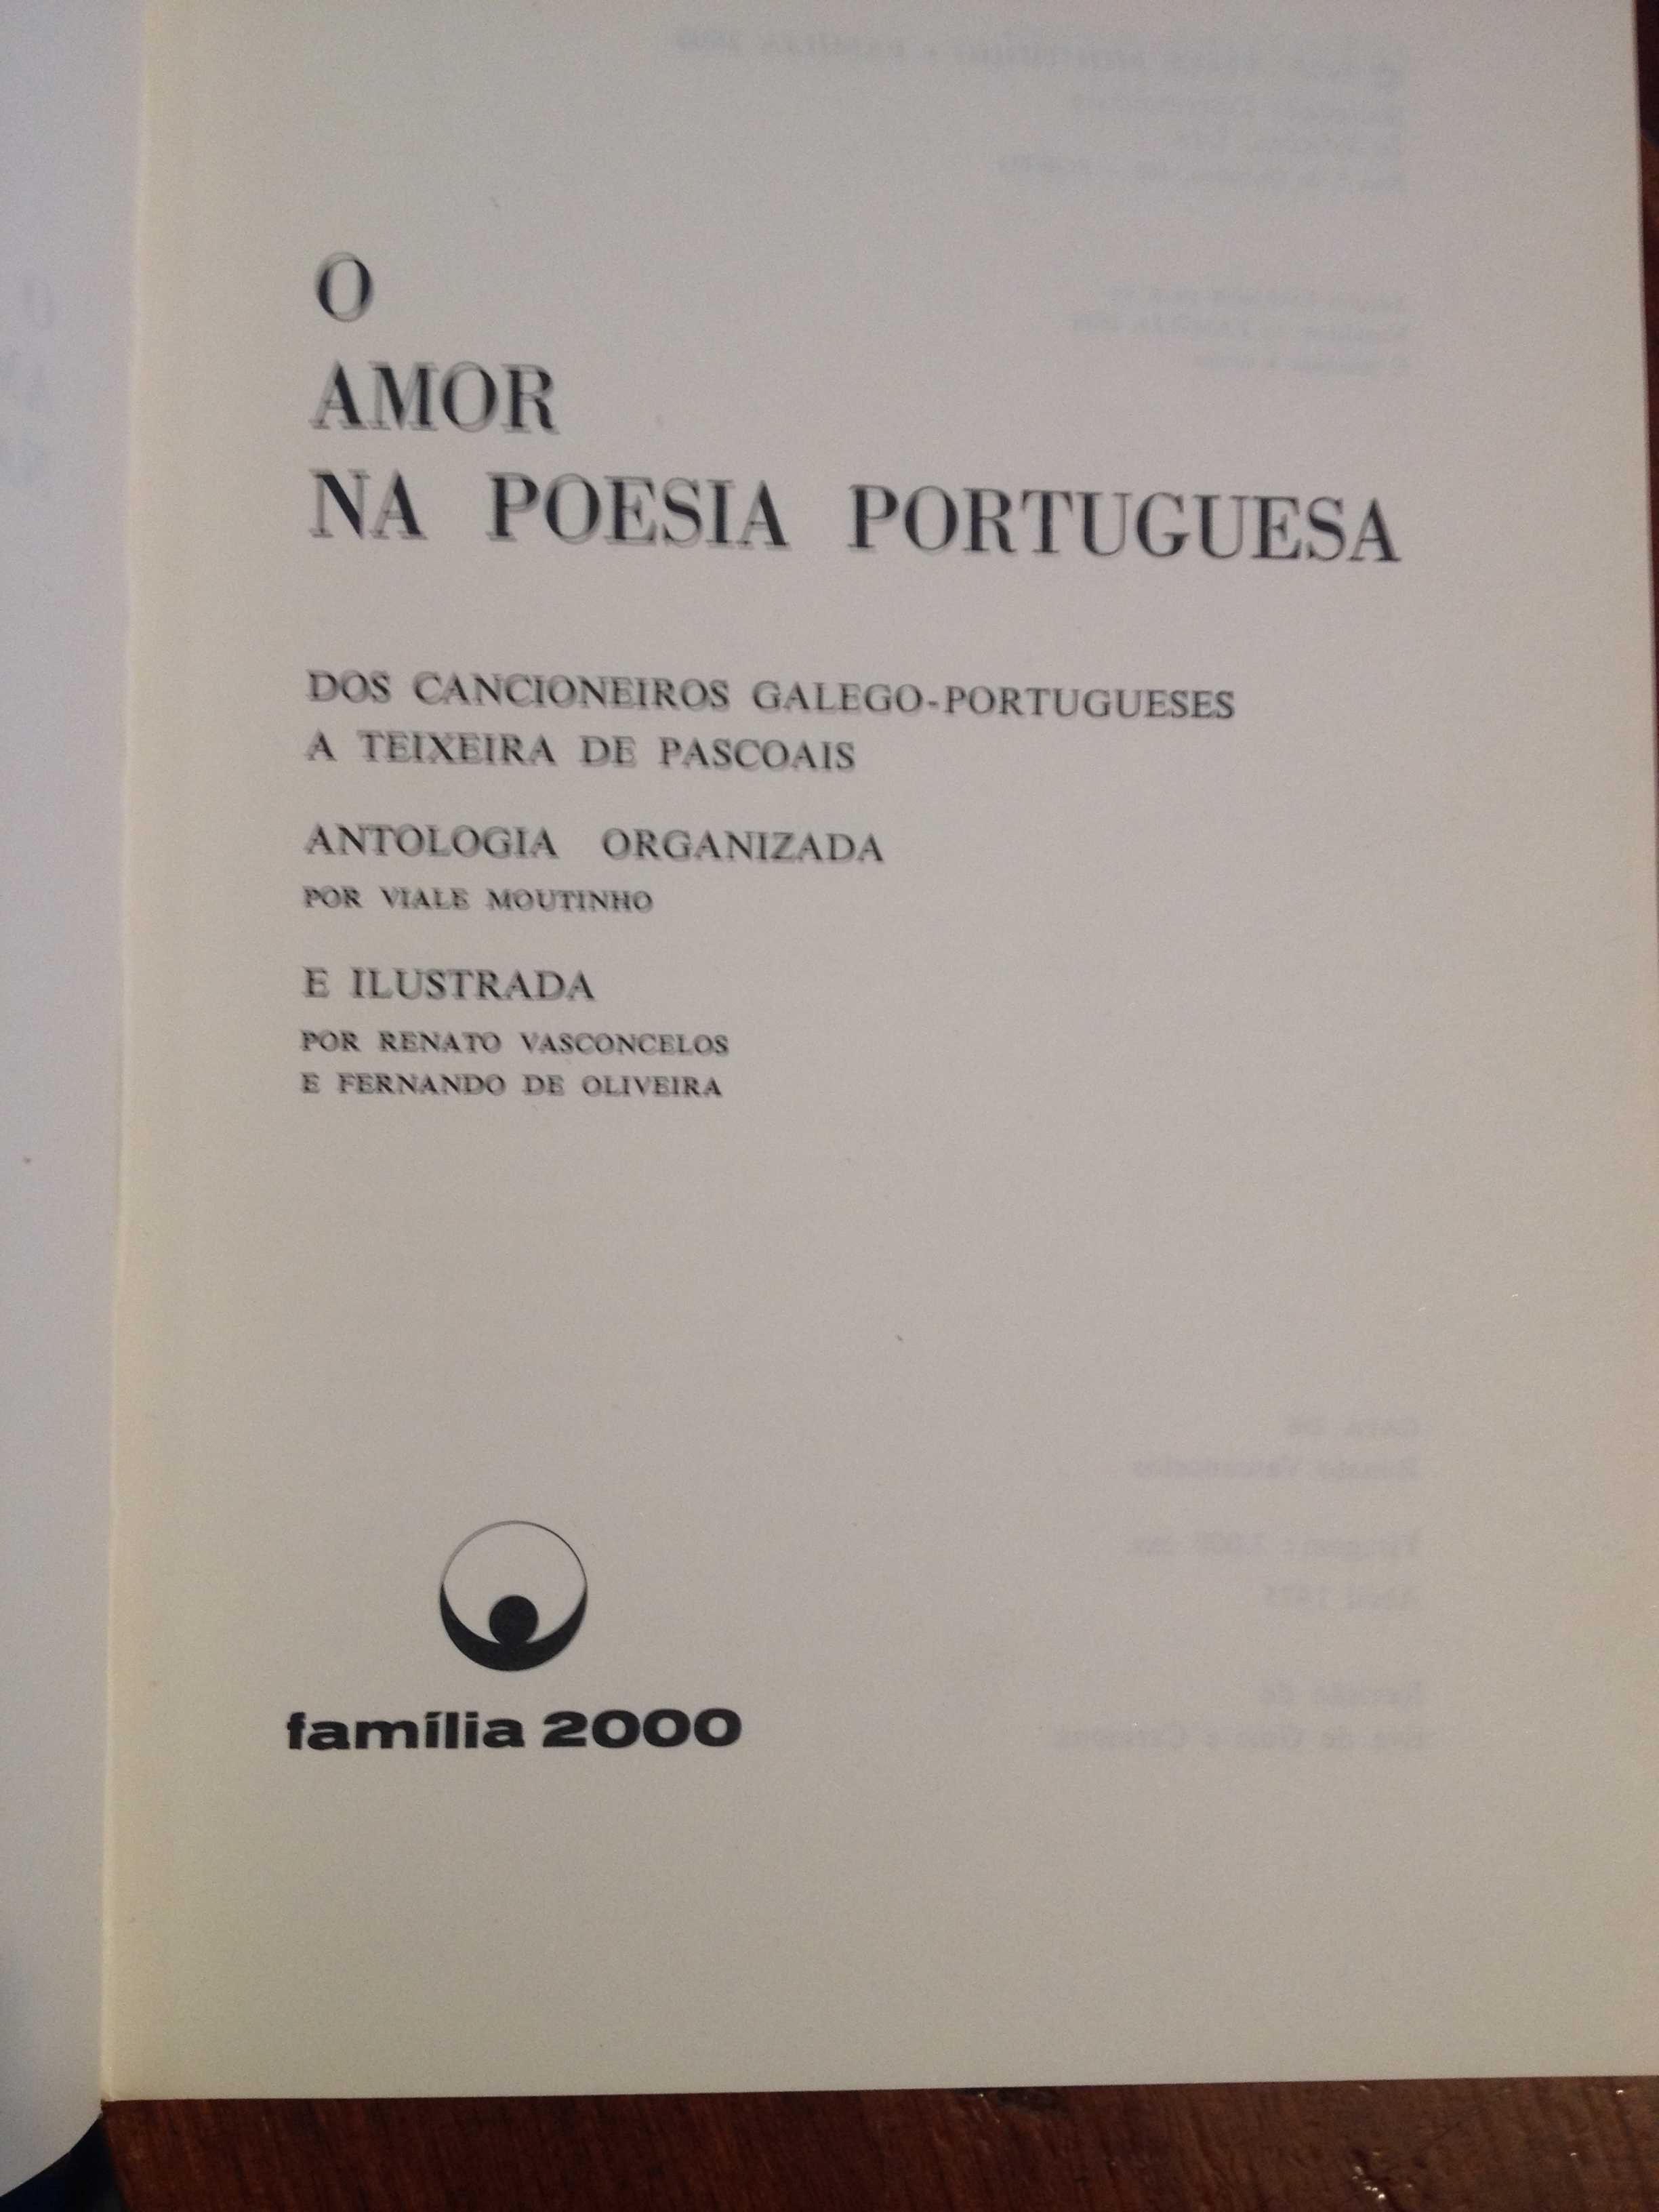 O
AMOR
NA POESIA PORTUGUESA
DOS CANCIONEIROS GALEGO-PORTUGUESES
A TEIXEIRA DE PASCOAIS
ANTOLOGIA ORGANIZADA
POR VIALE MOUTINHO
E ILUSTRADA
POR RENATO VASCONCELOS
E FERNANDO DE OLIVEIRA
família 2000